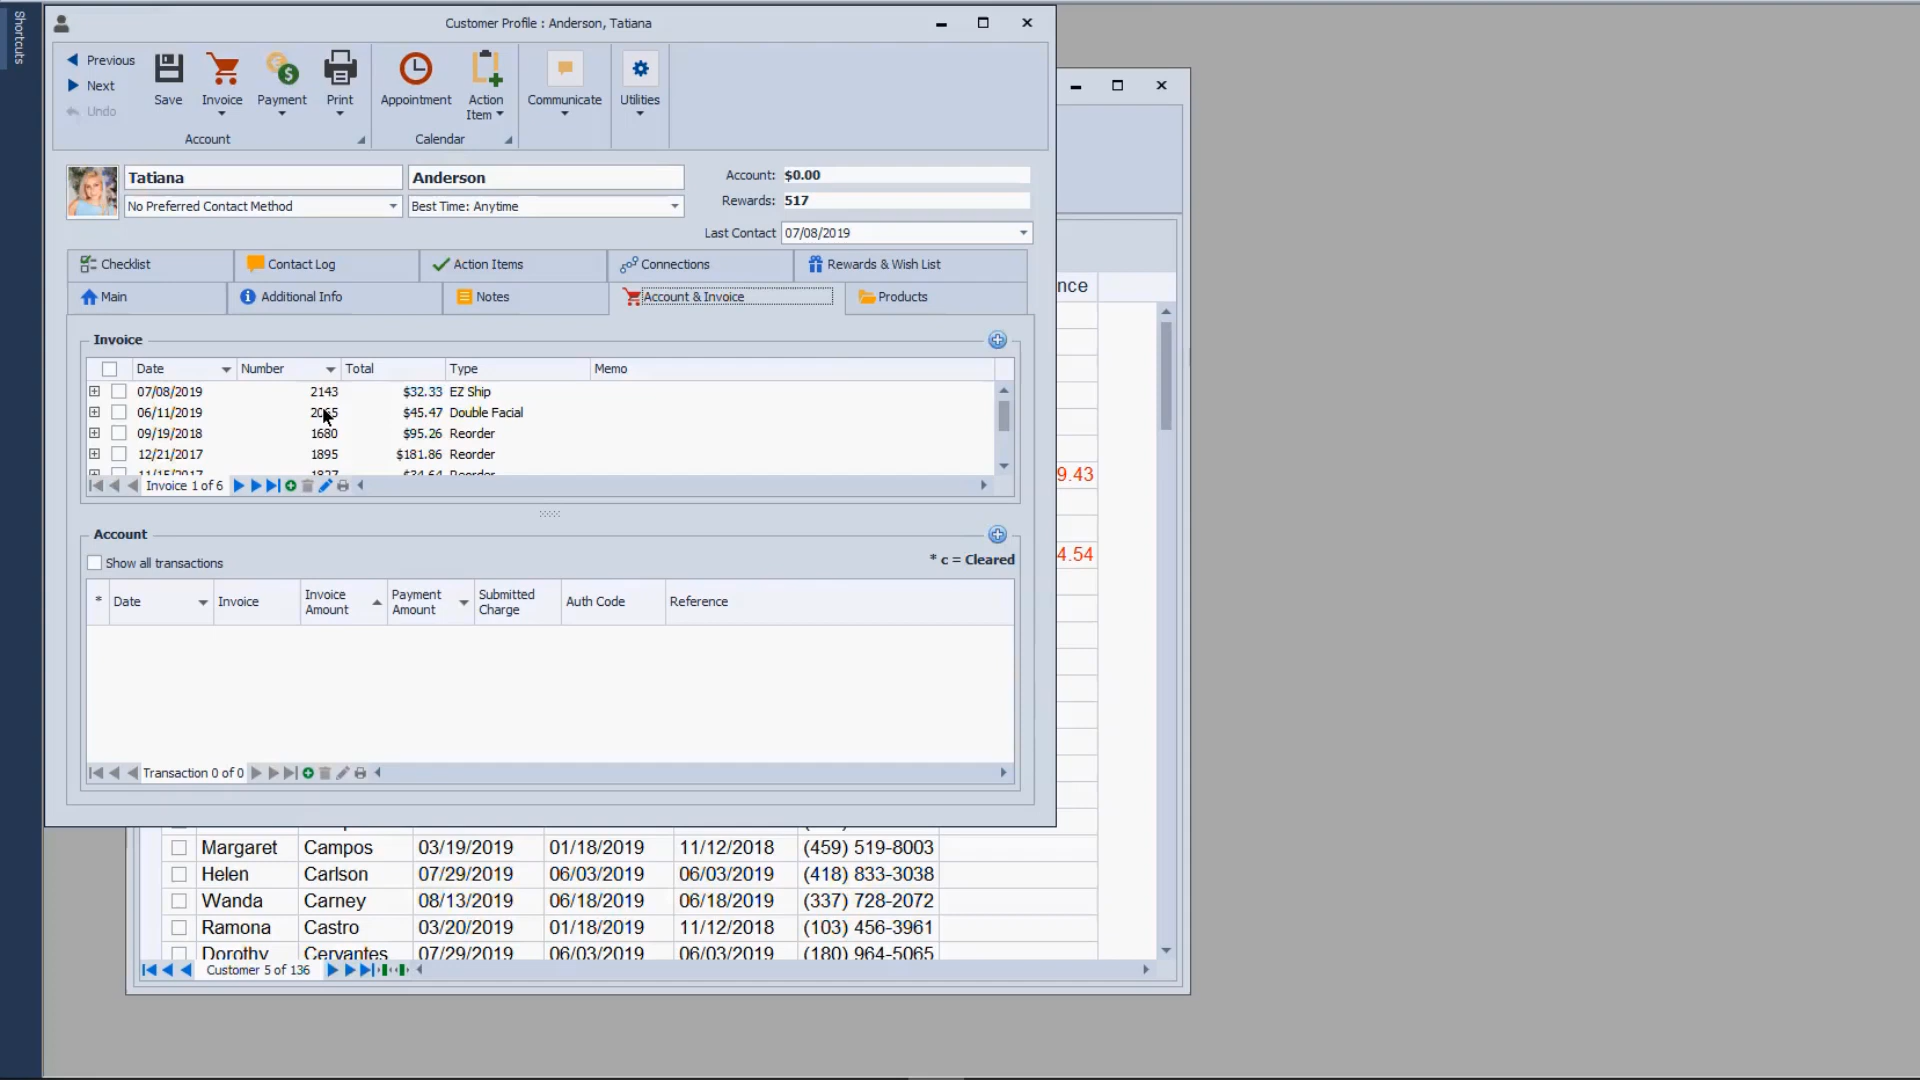 Shortcuts
Customer Profile : Anderson, Tatiana
Previous
Next
Undo
Save
Invoice
Payment
Print
Appointment
Action
Item
Communicate
Utilities
Account
Calendar
Tatiana
Anderson
Account: $0.00
No Preferred Contact Method
Best Time: Anytime
Rewards: 517
Last Contact 07/08/2019
Checklist
Contact Log
Action Items
Connections
Rewards & Wish List
Main
Additional Info
Notes
Account & Invoice
Products
nce
Invoice
Date Number Total Type Memo
07/08/2019 2143 $32.33 EZ Ship
06/11/2019 $45.47 Double Facial
09/19/2018 1680 $95.26 Reorder
12/21/2017 1895 $181.86 Reorder
11/15/2017 1827 $34.64 Reorder
Invoice 1 of 6
9.43
4.54
Account
Show all transactions
* c = Cleared
* Date Invoice Invoice Amount Payment Amount Submitted Charge Auth Code Reference
Transaction 0 of 0
Margaret Campos 03/19/2019 01/18/2019 11/12/2018 (459) 519-8003
Helen Carlson 07/29/2019 06/03/2019 06/03/2019 (418) 833-3038
Wanda Carney 08/13/2019 06/18/2019 06/18/2019 (337) 728-2072
Ramona Castro 03/20/2019 01/18/2019 11/12/2018 (103) 456-3961
Dorothy Cervantes 07/29/2019 06/03/2019 06/03/2019 (180) 964-5065
Customer 5 of 136